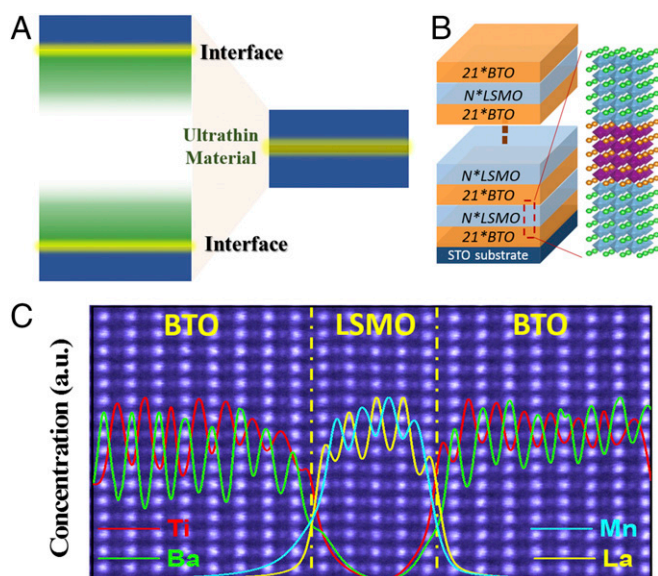 A
Interface
Ultrathin
Material
Interface
B
21*BTO
N*LSMO
21*BTO
N*LSMO
21*BTO
N*LSMO
21*BTO
STO substrate
C
BTO
LSMO
BTO
Concentration (a.u.)
Ti
Mn
Ba
La